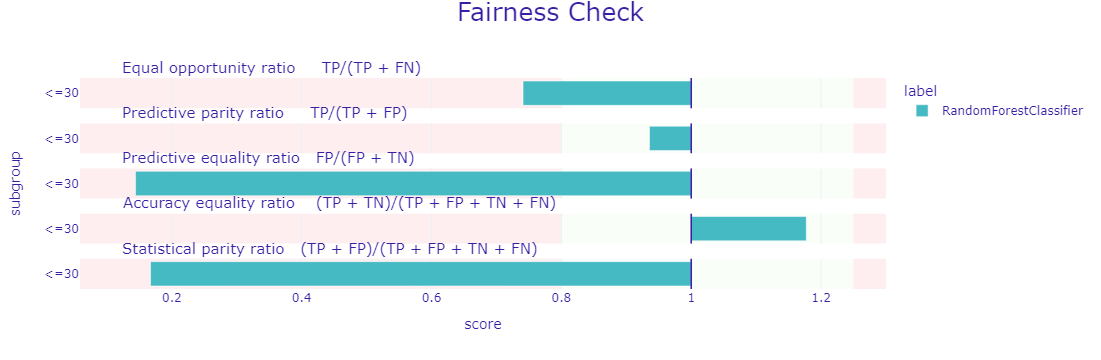 Fairness Check
Equal opportunity ratio TP/(TP + FN)
<=30
Predictive parity ratio TP/(TP + FP)
<=30
Predictive equality ratio FP/(FP + TN)
<=30
Accuracy equality ratio (TP + TN)/(TP + FP + TN + FN)
<=30
Statistical parity ratio (TP + FP)/(TP + FP + TN + FN)
<=30
0.2 0.4 0.6 0.8 1 1.2
score
subgroup
label
RandomForestClassifier